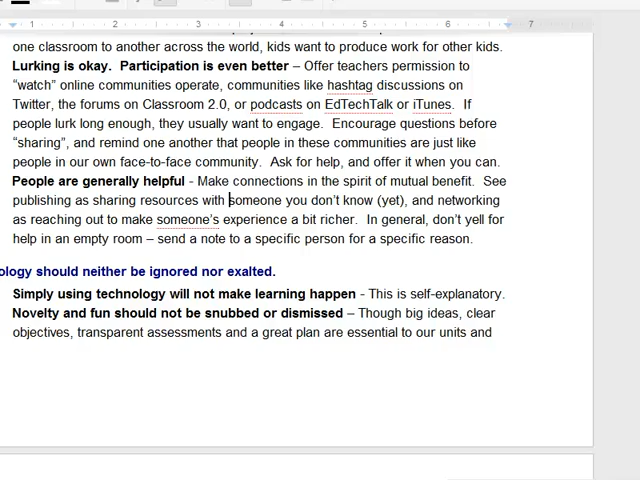 1 2 3 4 5 6 7
one classroom to another across the world, kids want to produce work for other kids.
Lurking is okay.  Participation is even better – Offer teachers permission to
“watch” online communities operate, communities like hashtag discussions on
Twitter, the forums on Classroom 2.0, or podcasts on EdTechTalk or iTunes.  If
people lurk long enough, they usually want to engage.  Encourage questions before
“sharing”, and remind one another that people in these communities are just like
people in our own face-to-face community.  Ask for help, and offer it when you can.
People are generally helpful - Make connections in the spirit of mutual benefit.  See
publishing as sharing resources with someone you don’t know (yet), and networking
as reaching out to make someone’s experience a bit richer.  In general, don’t yell for
help in an empty room – send a note to a specific person for a specific reason.
ology should neither be ignored nor exalted.
Simply using technology will not make learning happen - This is self-explanatory.
Novelty and fun should not be snubbed or dismissed – Though big ideas, clear
objectives, transparent assessments and a great plan are essential to our units and